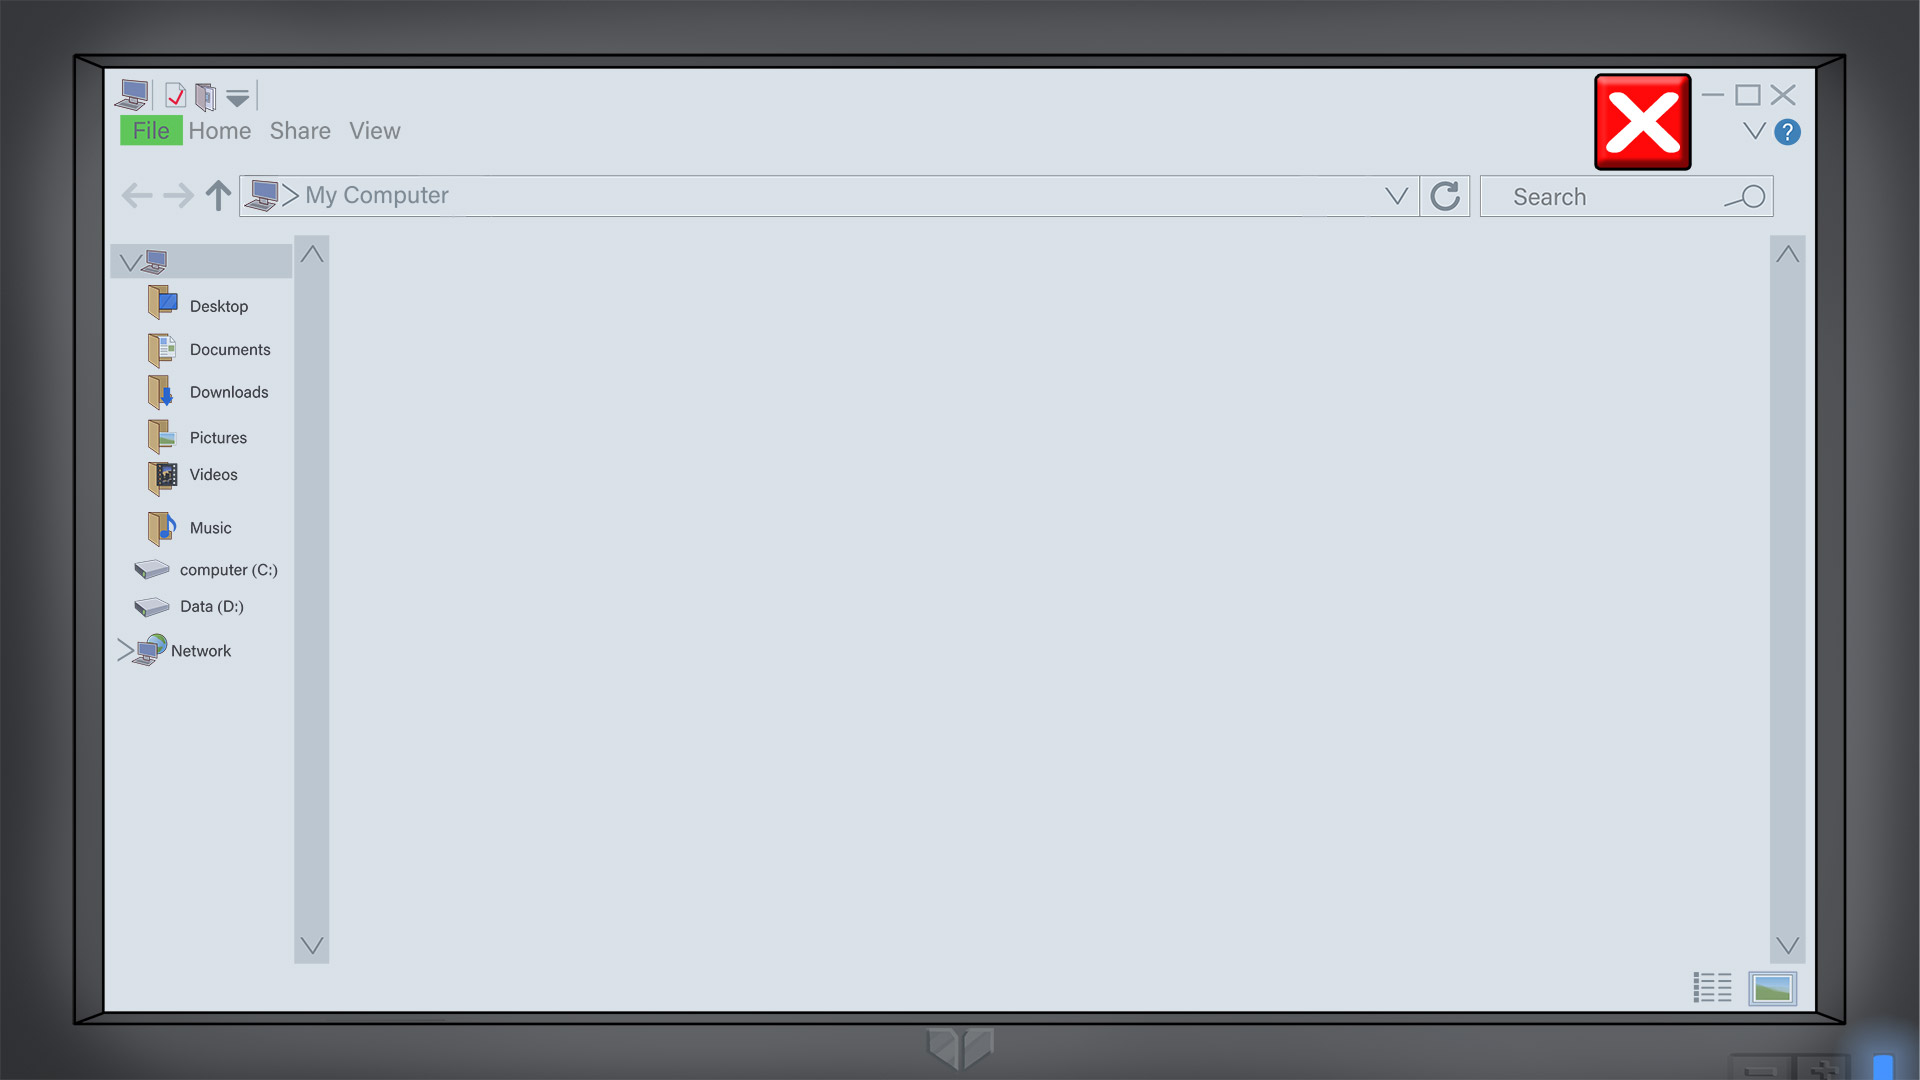 File Home Share View
My Computer
Search
Desktop
Documents
Downloads
Pictures
Videos
Music
computer (C:)
Data (D:)
Network
?